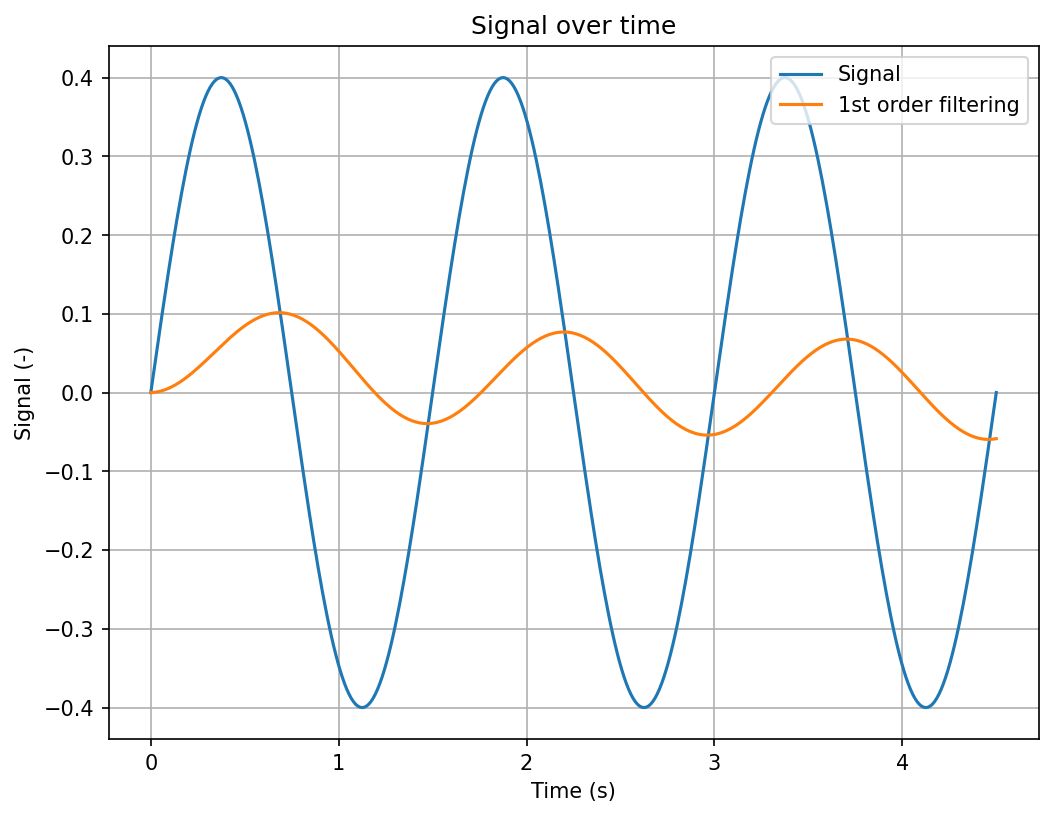 Signal over time
Signal
1st order filtering
0.4
0.3
0.2
0.1
0.0
−0.1
−0.2
−0.3
−0.4
Signal (-)
0 1 2 3 4
Time (s)